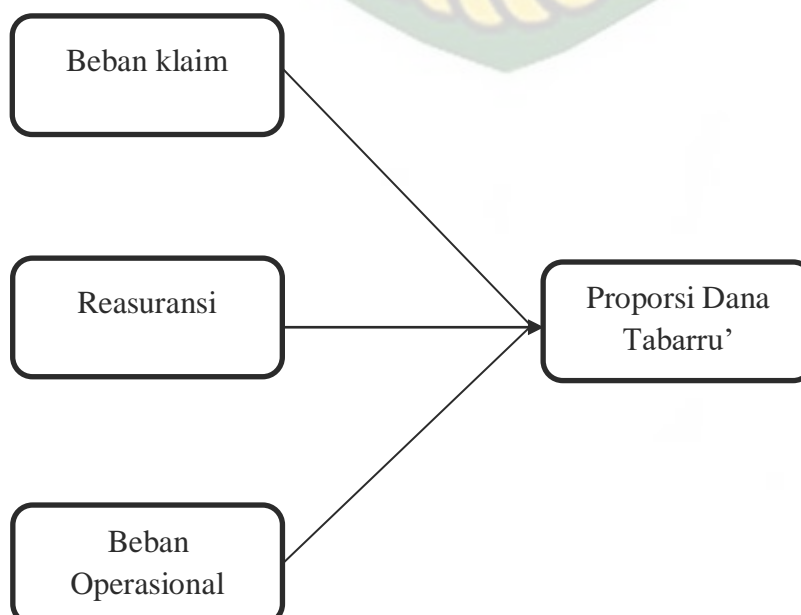 Beban klaim
Reasuransi
Proporsi Dana
Tabarru’
Beban
Operasional